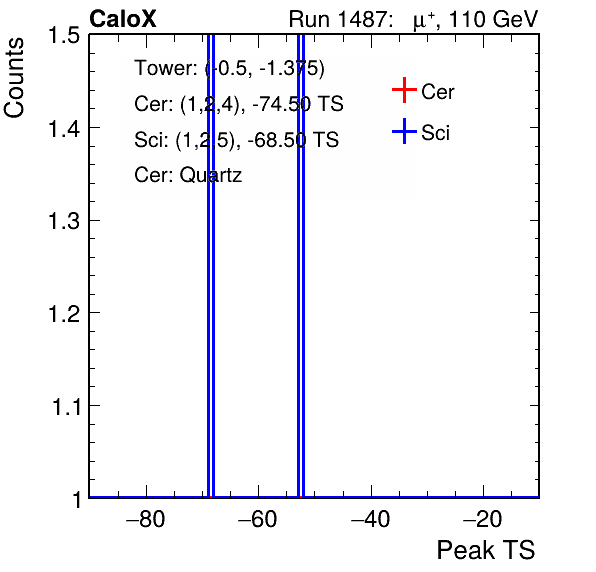 CaloX Run 1487: μ⁺, 110 GeV
Counts
1.5
1.4
1.3
1.2
1.1
1
Tower: (-0.5, -1.375)
Cer: (1,2,4), -74.50 TS
Sci: (1,2,5), -68.50 TS
Cer: Quartz
Cer
Sci
−80 −60 −40 −20
Peak TS